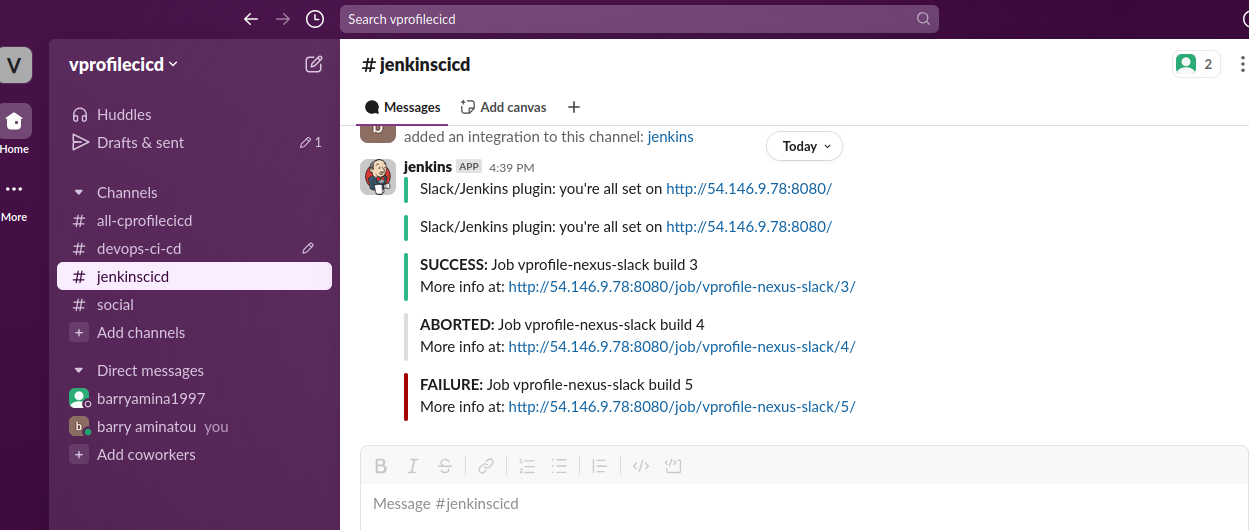 Search vprofilecicd
V
vprofilecicd
# jenkinscicd
2
Huddles
Messages
Add canvas
Drafts & sent
1
added an integration to this channel: jenkins
Today
Home
jenkins APP 4:39 PM
Slack/Jenkins plugin: you're all set on http://54.146.9.78:8080/
Channels
More
# all-cprofilecicd
Slack/Jenkins plugin: you're all set on http://54.146.9.78:8080/
# devops-ci-cd
SUCCESS: Job vprofile-nexus-slack build 3
# jenkinscicd
More info at: http://54.146.9.78:8080/job/vprofile-nexus-slack/3/
# social
ABORTED: Job vprofile-nexus-slack build 4
+ Add channels
More info at: http://54.146.9.78:8080/job/vprofile-nexus-slack/4/
Direct messages
FAILURE: Job vprofile-nexus-slack build 5
barryamina1997
More info at: http://54.146.9.78:8080/job/vprofile-nexus-slack/5/
b barry aminatou you
+ Add coworkers
B I S
Message #jenkinscicd